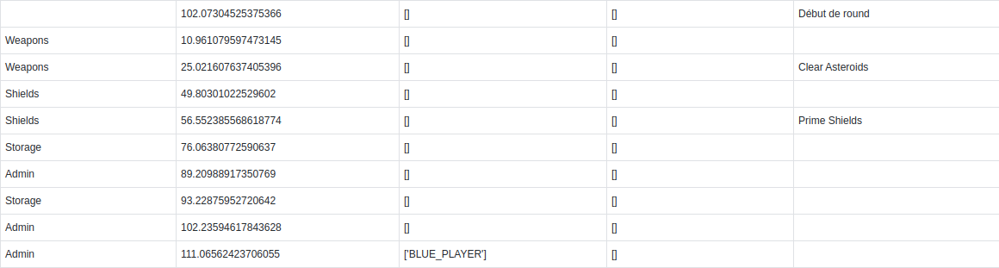 102.07304525375366 [] [] Début de round
Weapons 10.961079597473145 [] []
Weapons 25.021607637405396 [] [] Clear Asteroids
Shields 49.80301022529602 [] []
Shields 56.552385568618774 [] [] Prime Shields
Storage 76.06380772590637 [] []
Admin 89.20988917350769 [] []
Storage 93.22875952720642 [] []
Admin 102.23594617843628 [] []
Admin 111.06562423706055 ['BLUE_PLAYER'] []